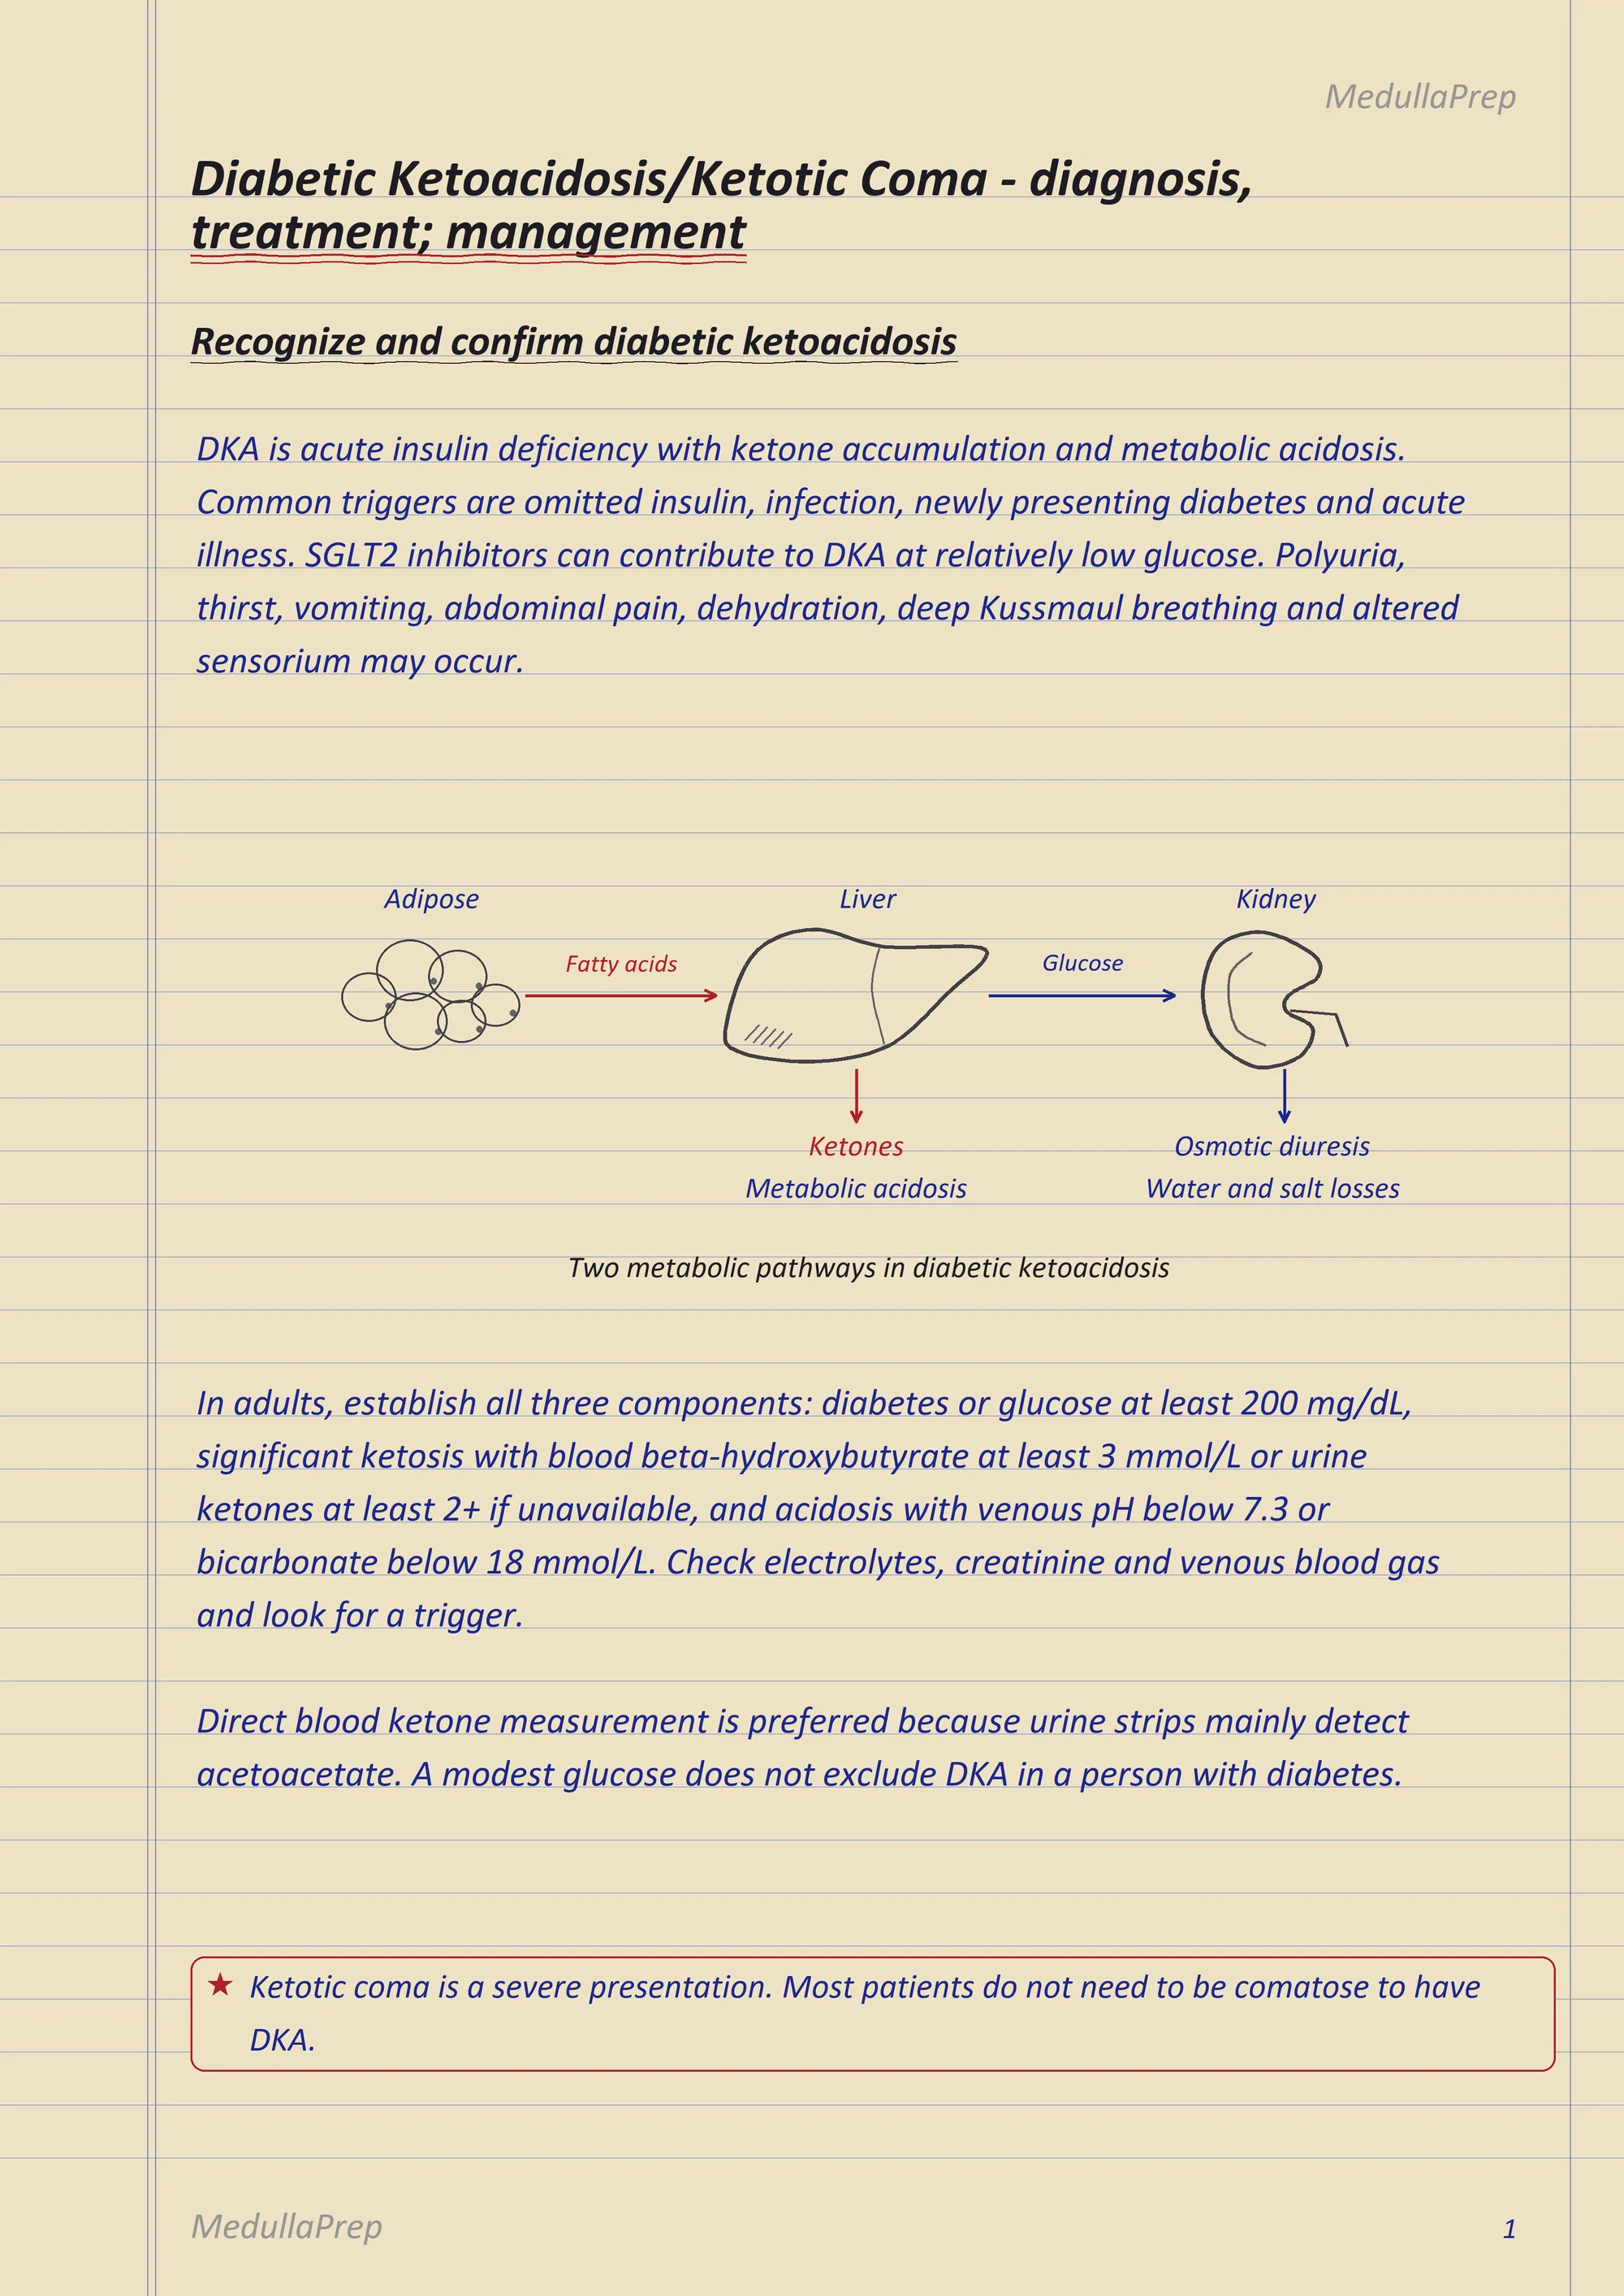 MedullaPrep
Diabetic Ketoacidosis/Ketotic Coma - diagnosis,
treatment; management
Recognize and confirm diabetic ketoacidosis
DKA is acute insulin deficiency with ketone accumulation and metabolic acidosis.
Common triggers are omitted insulin, infection, newly presenting diabetes and acute
illness. SGLT2 inhibitors can contribute to DKA at relatively low glucose. Polyuria,
thirst, vomiting, abdominal pain, dehydration, deep Kussmaul breathing and altered
sensorium may occur.
Adipose
Liver
Kidney
Fatty acids
Glucose
Ketones
Metabolic acidosis
Osmotic diuresis
Water and salt losses
Two metabolic pathways in diabetic ketoacidosis
In adults, establish all three components: diabetes or glucose at least 200 mg/dL,
significant ketosis with blood beta-hydroxybutyrate at least 3 mmol/L or urine
ketones at least 2+ if unavailable, and acidosis with venous pH below 7.3 or
bicarbonate below 18 mmol/L. Check electrolytes, creatinine and venous blood gas
and look for a trigger.
Direct blood ketone measurement is preferred because urine strips mainly detect
acetoacetate. A modest glucose does not exclude DKA in a person with diabetes.
★ Ketotic coma is a severe presentation. Most patients do not need to be comatose to have
DKA.
MedullaPrep
1